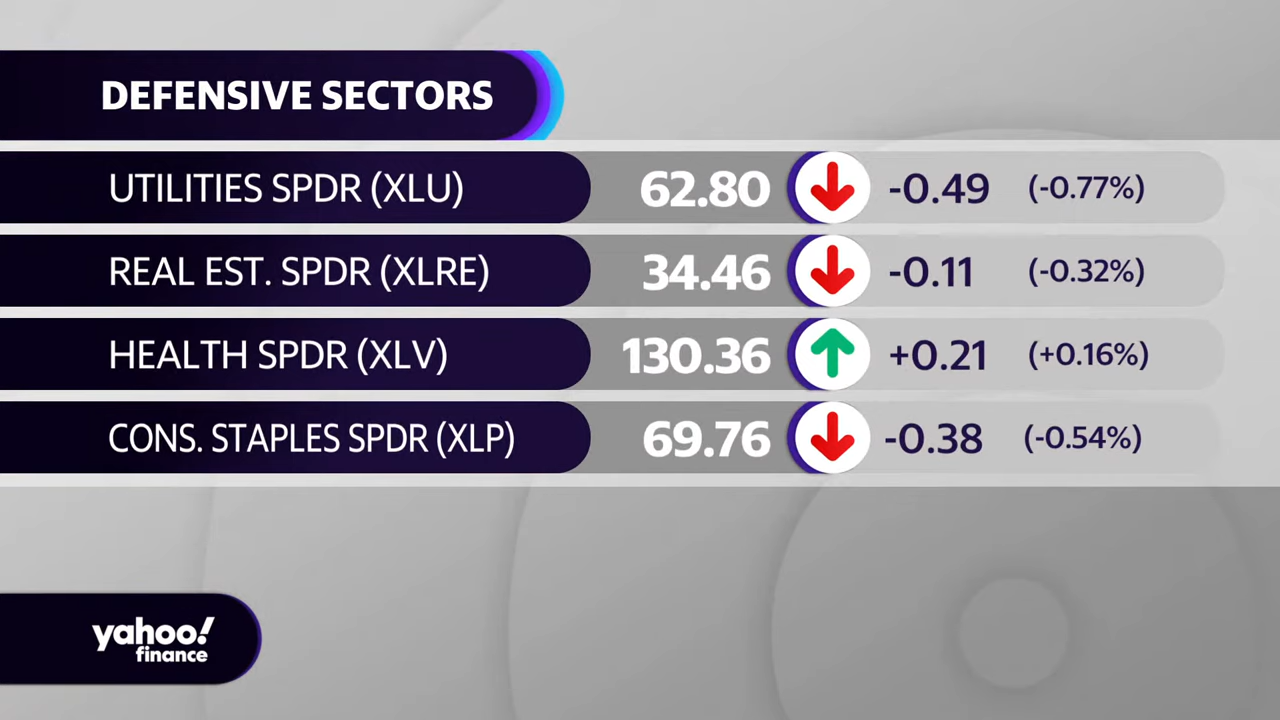 DEFENSIVE SECTORS
UTILITIES SPDR (XLU) 62.80 -0.49 (-0.77%)
REAL EST. SPDR (XLRE) 34.46 -0.11 (-0.32%)
HEALTH SPDR (XLV) 130.36 +0.21 (+0.16%)
CONS. STAPLES SPDR (XLP) 69.76 -0.38 (-0.54%)
yahoo!
finance